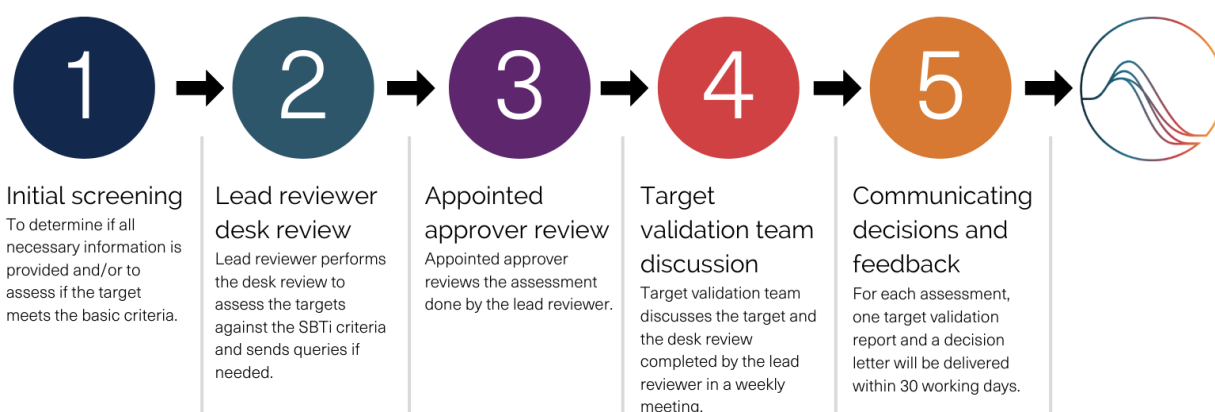 1
2
3
4
5
Initial screening
To determine if all
necessary information is
provided and/or to
assess if the target
meets the basic criteria.
Lead reviewer
desk review
Lead reviewer performs
the desk review to
assess the targets
against the SBTi criteria
and sends queries if
needed.
Appointed
approver review
Appointed approver
reviews the assessment
done by the lead reviewer.
Target
validation team
discussion
Target validation team
discusses the target and
the desk review
completed by the lead
reviewer in a weekly
meeting.
Communicating
decisions and
feedback
For each assessment,
one target validation
report and a decision
letter will be delivered
within 30 working days.